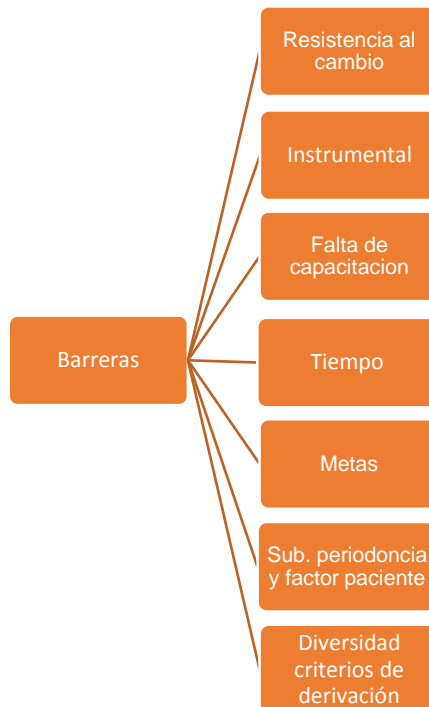 Resistencia al
cambio
Instrumental
Falta de
capacitacion
Barreras
Tiempo
Metas
Sub. periodoncia
y factor paciente
Diversidad
criterios de
derivación